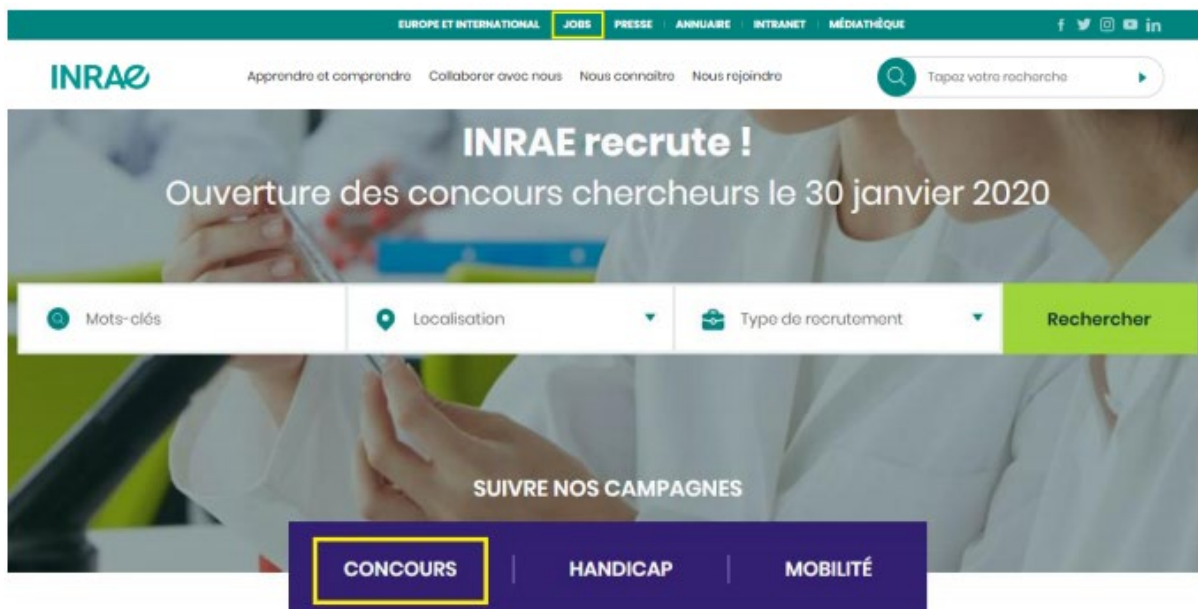 EUROPE ET INTERNATIONAL JOBS PRESSE ANNUAIRE INTRANET MÉDIATHÈQUE
INRAE Apprendre et comprendre Collaborer avec nous Nous connaître Nous rejoindre Tapez votre recherche
INRAE recrute !
Ouverture des concours chercheurs le 30 janvier 2020
Mots-clés Localisation Type de recrutement Rechercher
SUIVRE NOS CAMPAGNES
CONCOURS HANDICAP MOBILITÉ